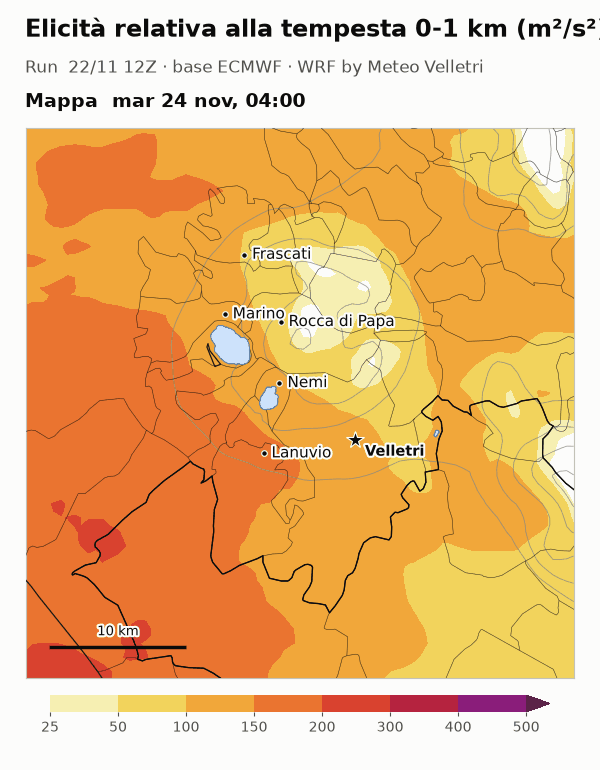 Elicità relativa alla tempesta 0-1 km (m²/s²)
Run  22/11 12Z · base ECMWF · WRF by Meteo Velletri
Mappa  mar 24 nov, 04:00
Frascati
Marino
Rocca di Papa
Nemi
Velletri
Lanuvio
10 km
25 50 100 150 200 300 400 500